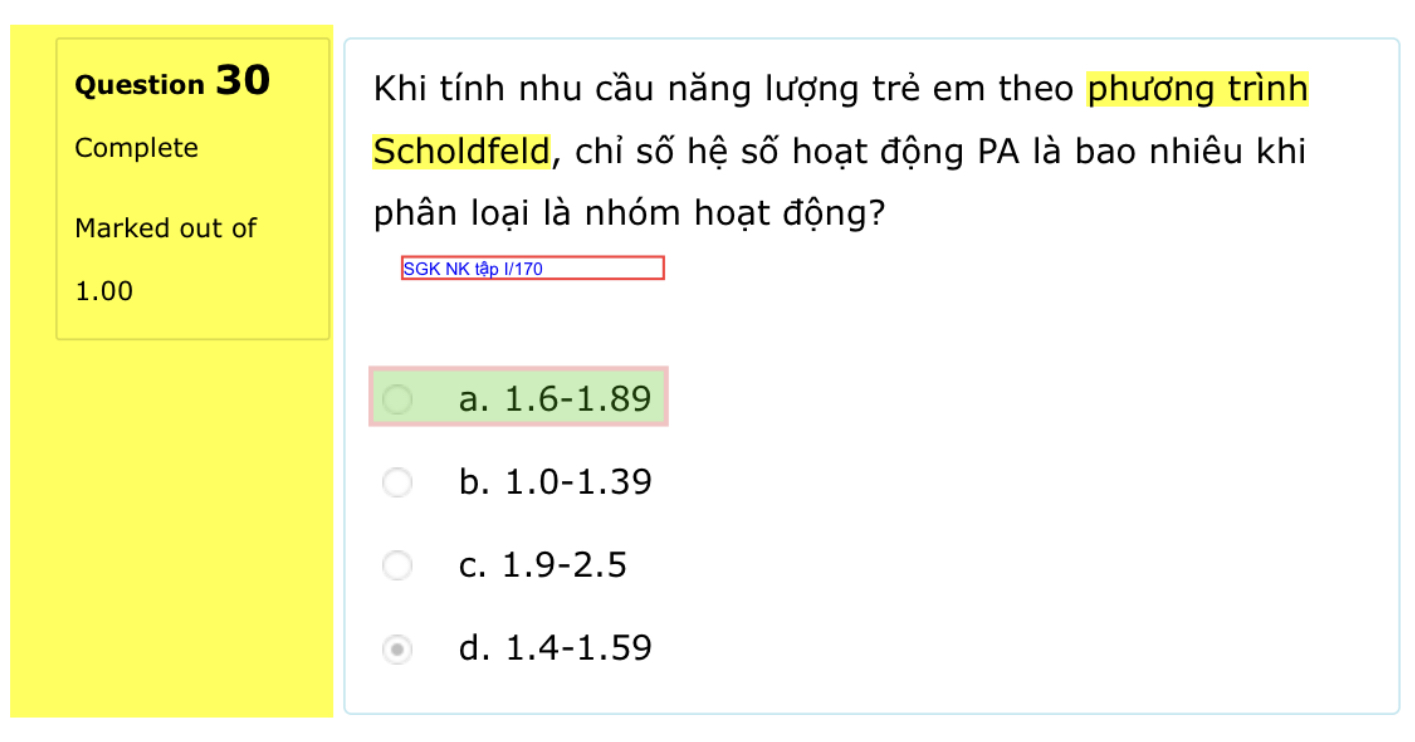 Question 30
Complete
Marked out of
1.00
Khi tính nhu cầu năng lượng trẻ em theo phương trình
Scholdfeld, chỉ số hệ số hoạt động PA là bao nhiêu khi
phân loại là nhóm hoạt động?
SGK NK tập I/170
a. 1.6-1.89
b. 1.0-1.39
c. 1.9-2.5
d. 1.4-1.59